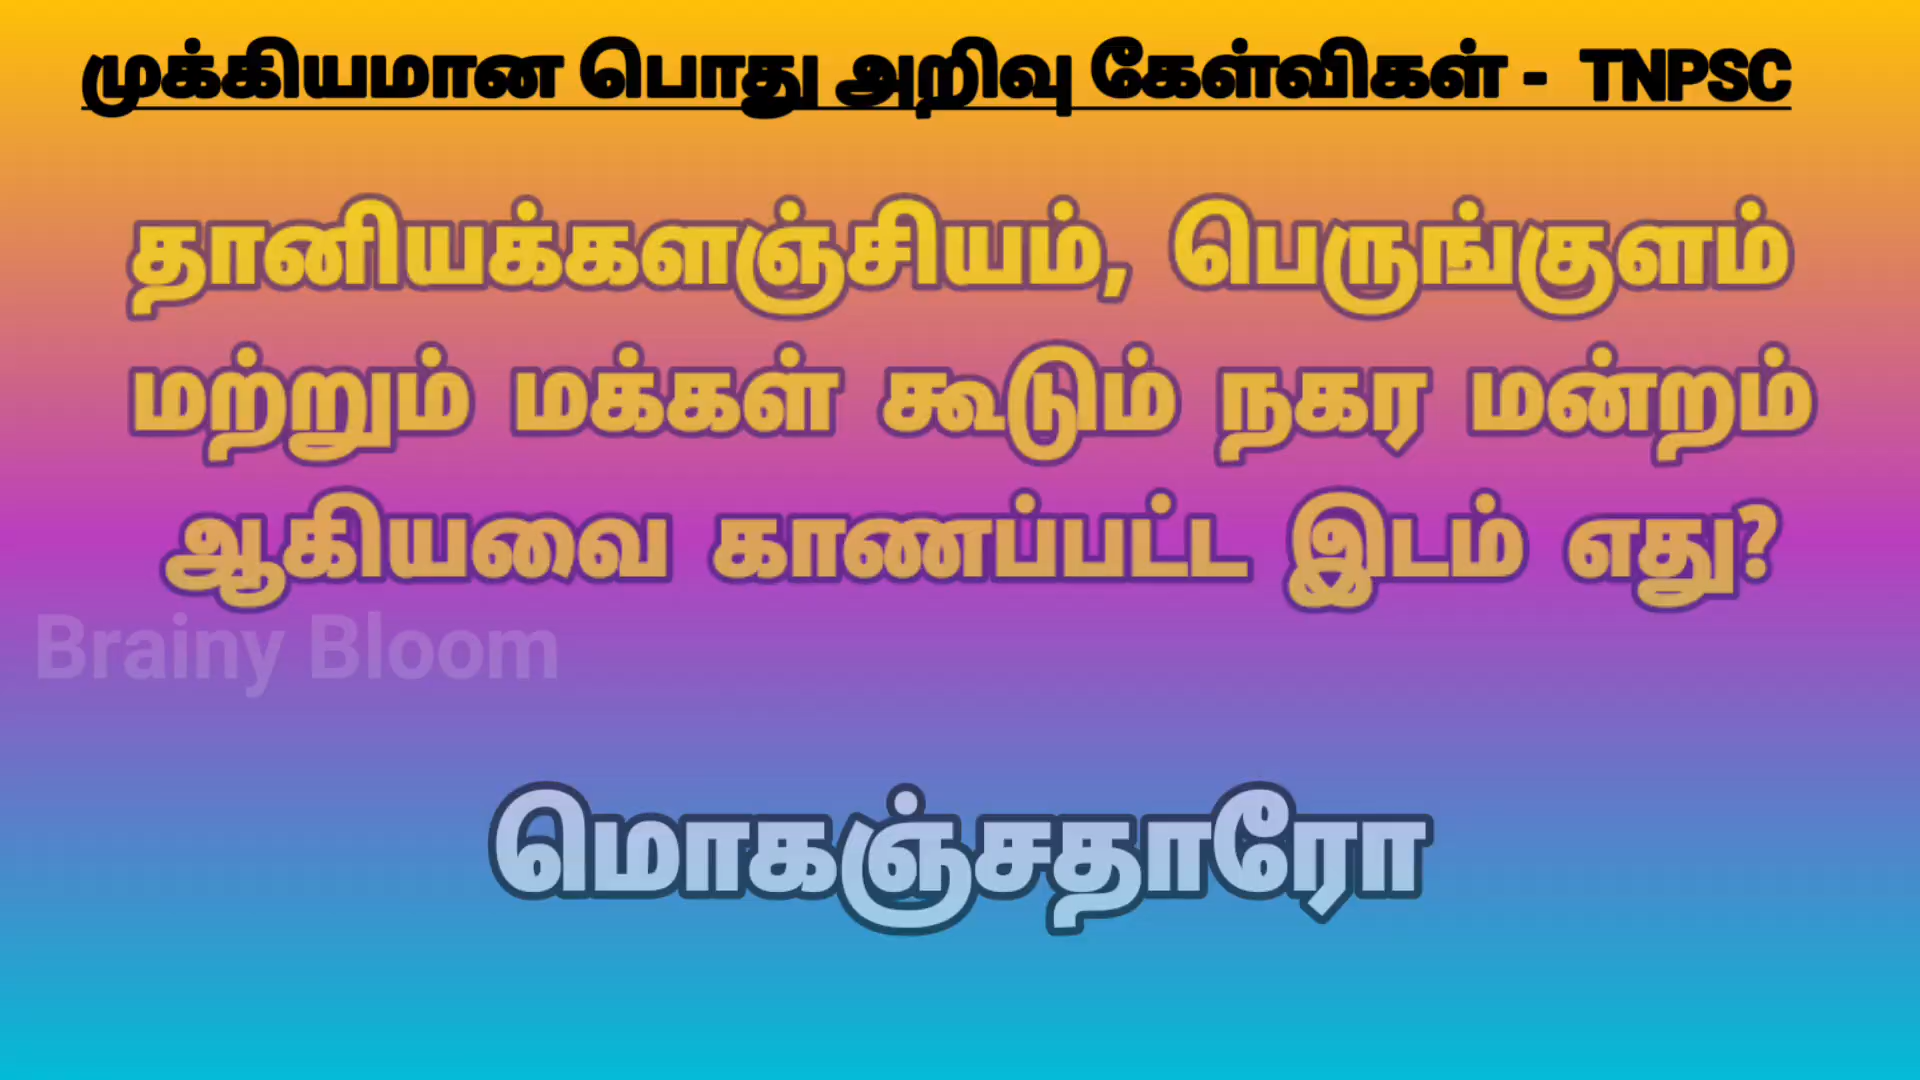 முக்கியமான பொது அறிவு கேள்விகள் - TNPSC
தானியக்களஞ்சியம், பெருங்குளம்
மற்றும் மக்கள் கூடும் நகர மன்றம்
ஆகியவை காணப்பட்ட இடம் எது?
Brainy Bloom
மொகஞ்சதாரோ